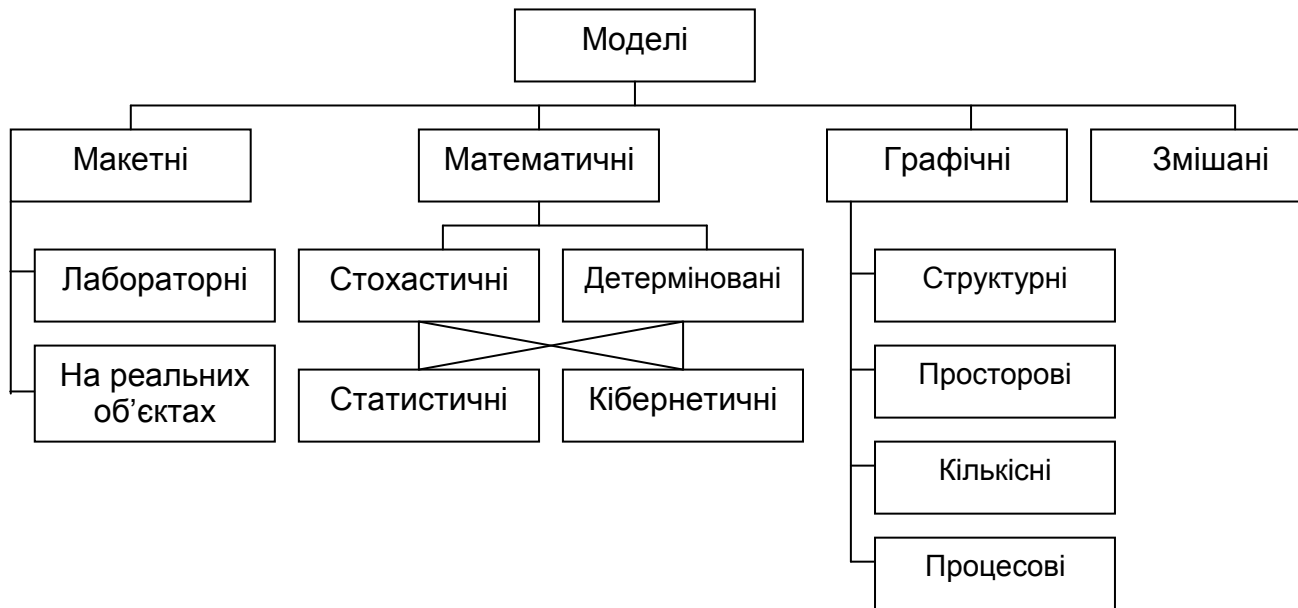 Моделі
Макетні
Математичні
Графічні
Змішані
Лабораторні
Стохастичні
Детерміновані
Структурні
На реальних
об’єктах
Статистичні
Кібернетичні
Просторові
Кількісні
Процесові